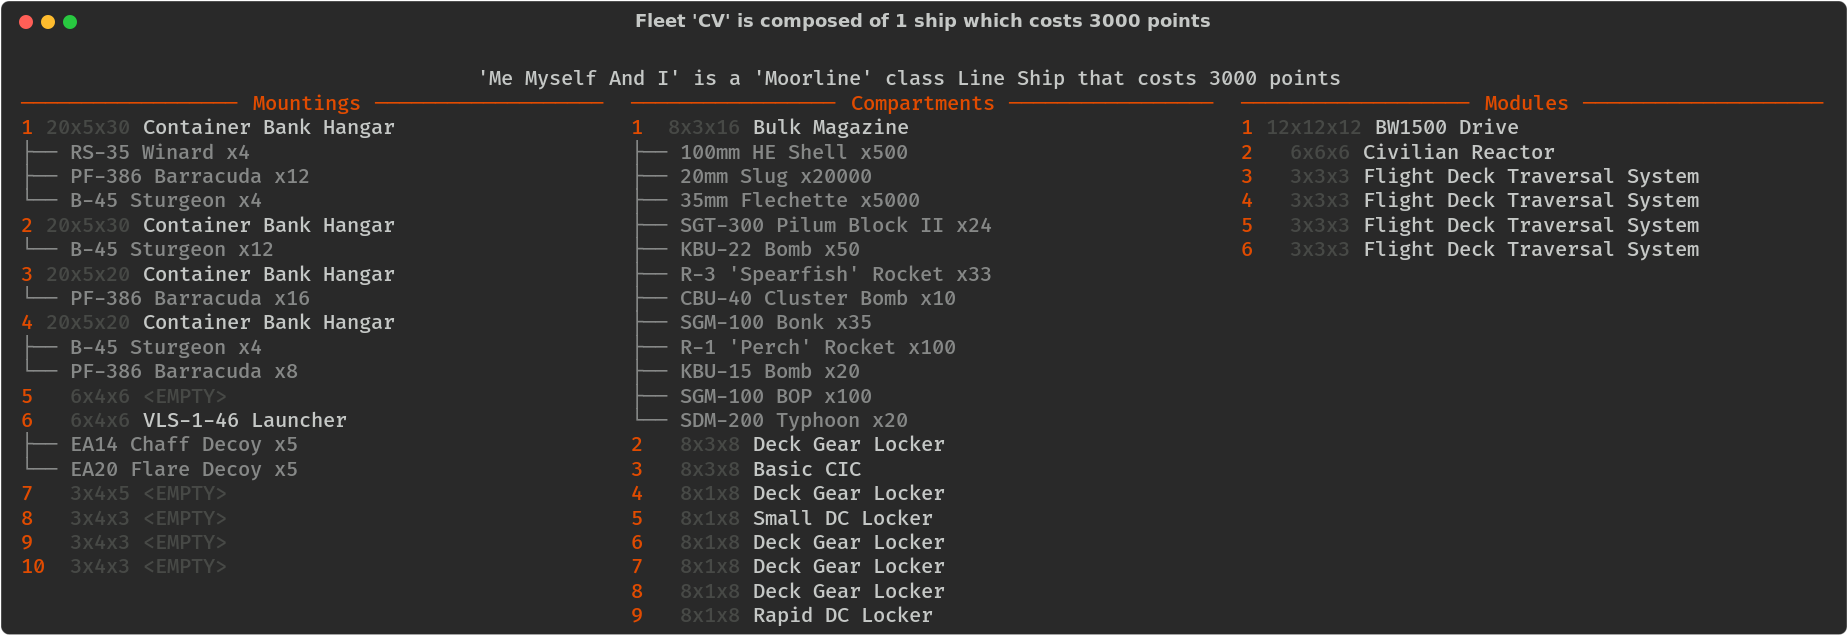 Fleet 'CV' is composed of 1 ship which costs 3000 points
'Me Myself And I' is a 'Moorline' class Line Ship that costs 3000 points
Mountings
1 20x5x30 Container Bank Hangar
RS-35 Winard x4
PF-386 Barracuda x12
B-45 Sturgeon x4
2 20x5x30 Container Bank Hangar
B-45 Sturgeon x12
3 20x5x20 Container Bank Hangar
PF-386 Barracuda x16
4 20x5x20 Container Bank Hangar
B-45 Sturgeon x4
PF-386 Barracuda x8
5 6x4x6 <EMPTY>
6 6x4x6 VLS-1-46 Launcher
EA14 Chaff Decoy x5
EA20 Flare Decoy x5
7 3x4x5 <EMPTY>
8 3x4x3 <EMPTY>
9 3x4x3 <EMPTY>
10 3x4x3 <EMPTY>
Compartments
1 8x3x16 Bulk Magazine
100mm HE Shell x500
20mm Slug x20000
35mm Flechette x5000
SGT-300 Pilum Block II x24
KBU-22 Bomb x50
R-3 'Spearfish' Rocket x33
CBU-40 Cluster Bomb x10
SGM-100 Bonk x35
R-1 'Perch' Rocket x100
KBU-15 Bomb x20
SGM-100 BOP x100
SDM-200 Typhoon x20
2 8x3x8 Deck Gear Locker
3 8x3x8 Basic CIC
4 8x1x8 Deck Gear Locker
5 8x1x8 Small DC Locker
6 8x1x8 Deck Gear Locker
7 8x1x8 Deck Gear Locker
8 8x1x8 Deck Gear Locker
9 8x1x8 Rapid DC Locker
Modules
1 12x12x12 BW1500 Drive
2 6x6x6 Civilian Reactor
3 3x3x3 Flight Deck Traversal System
4 3x3x3 Flight Deck Traversal System
5 3x3x3 Flight Deck Traversal System
6 3x3x3 Flight Deck Traversal System